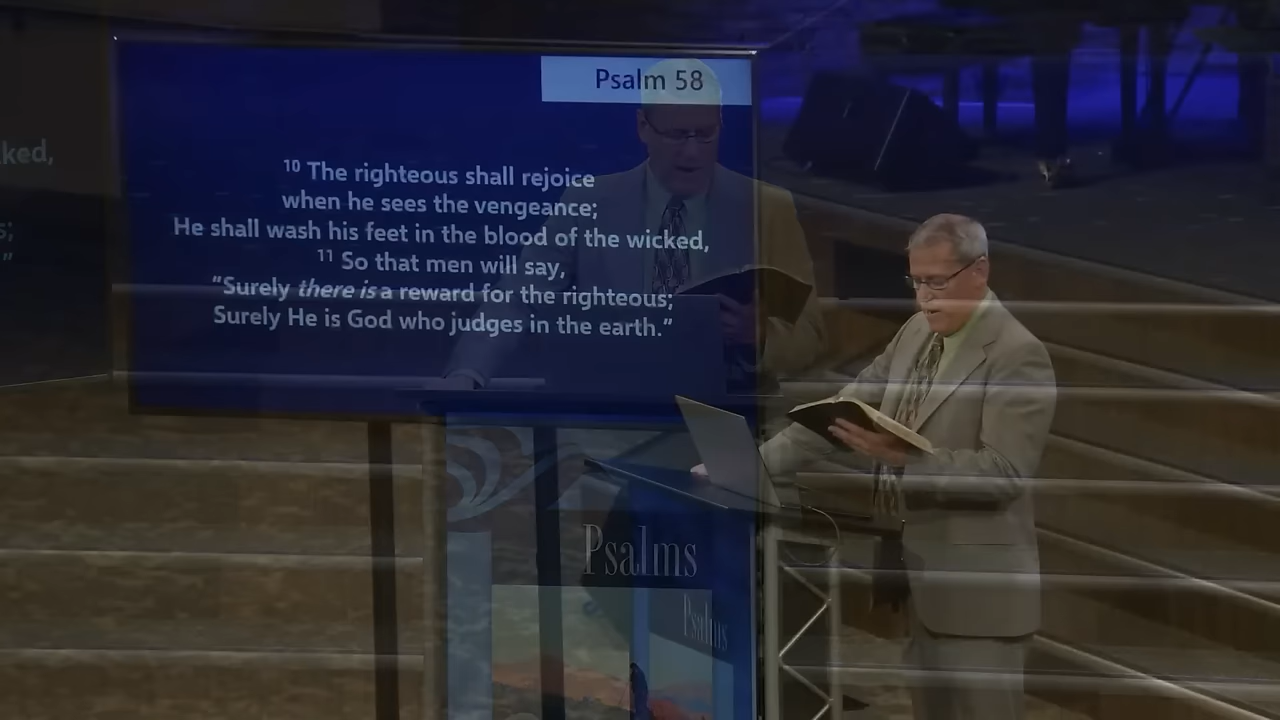 Psalm 58
10 The righteous shall rejoice
when he sees the vengeance;
He shall wash his feet in the blood of the wicked,
11 So that men will say,
"Surely there is a reward for the righteous;
Surely He is God who judges in the earth."
ked,
s;
"
Psalms
Psalms